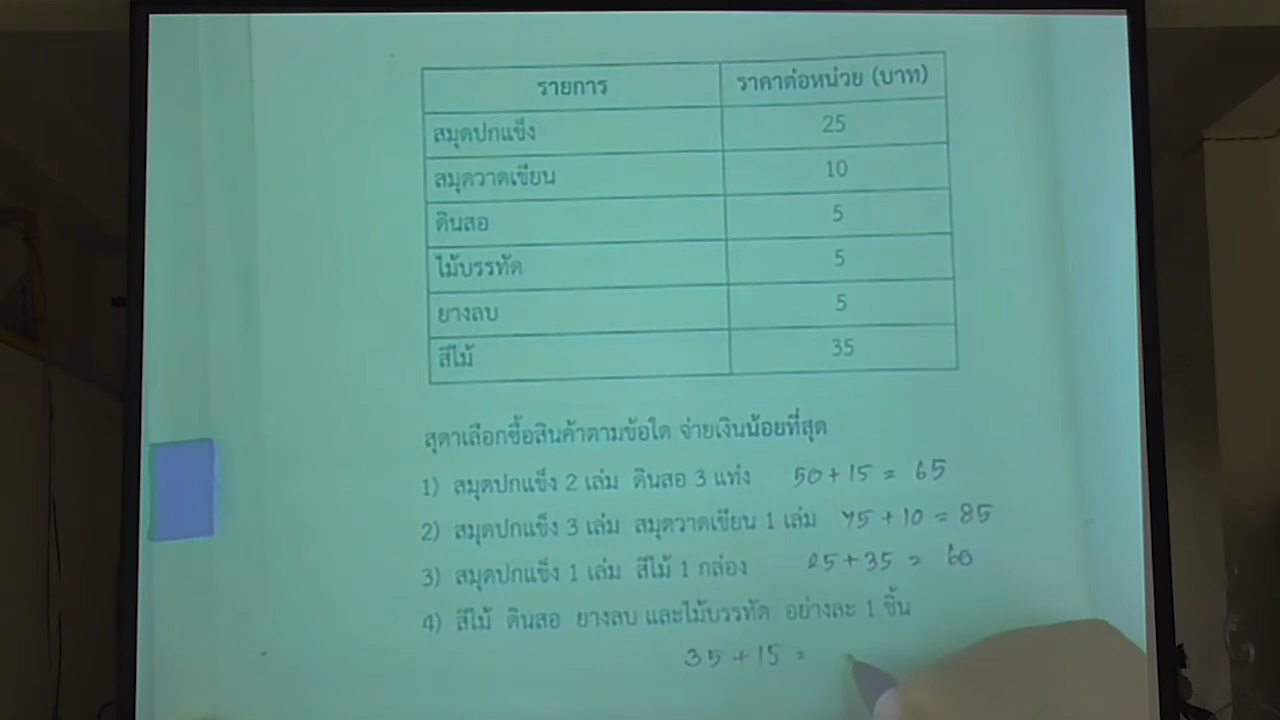 รายการ ราคาต่อหน่วย (บาท)
สมุดปกแข็ง 25
สมุดวาดเขียน 10
ดินสอ 5
ไม้บรรทัด 5
ยางลบ 5
สีไม้ 35
สุดาเลือกซื้อสินค้าตามข้อใด จ่ายเงินน้อยที่สุด
1) สมุดปกแข็ง 2 เล่ม ดินสอ 3 แท่ง 50+15 = 65
2) สมุดปกแข็ง 3 เล่ม สมุดวาดเขียน 1 เล่ม 75+10 = 85
3) สมุดปกแข็ง 1 เล่ม สีไม้ 1 กล่อง 25+35 = 60
4) สีไม้ ดินสอ ยางลบ และไม้บรรทัด อย่างละ 1 ชิ้น
35+15 =